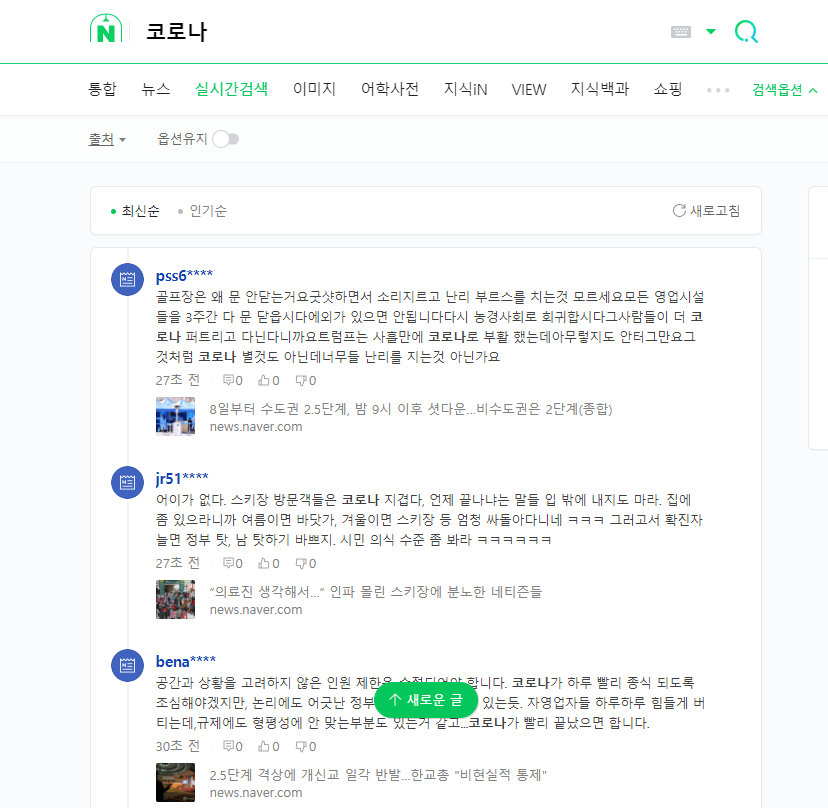 N 코로나
통합 뉴스 실시간검색 이미지 어학사전 지식iN VIEW 지식백과 쇼핑 검색옵션
출처 옵션유지
최신순 인기순 새로고침
pss6****
골프장은 왜 문 안닫는거요굿샷하면서 소리지르고 난리 부르스를 치는것 모르세요모든 영업시설
들을 3주간 다 문 닫읍시다예외가 있으면 안됩니다다시 농경사회로 회귀합시다그사람들이 더 코
로나 퍼트리고 다닌다니까요트럼프는 사흘만에 코로나로 부활 했는데아무렇지도 안터그만요그
것처럼 코로나 별것도 아닌데너무들 난리를 지는것 아닌가요
27초 전 0 0 0
8일부터 수도권 2.5단계, 밤 9시 이후 셧다운...비수도권은 2단계(종합)
news.naver.com
jr51****
어이가 없다. 스키장 방문객들은 코로나 지겹다, 언제 끝나냐는 말들 입 밖에 내지도 마라. 집에
좀 있으라니까 여름이면 바닷가, 겨울이면 스키장 등 엄청 싸돌아다니네 ㅋㅋㅋ 그러고서 확진자
늘면 정부 탓, 남 탓하기 바쁘지. 시민 의식 수준 좀 봐라 ㅋㅋㅋㅋㅋㅋ
27초 전 0 0 0
"의료진 생각해서..." 인파 몰린 스키장에 분노한 네티즌들
news.naver.com
bena****
공간과 상황을 고려하지 않은 인원 제한은 합니다. 코로나가 하루 빨리 종식 되도록
조심해야겠지만, 논리에도 어긋난 정부 있는듯. 자영업자들 하루하루 힘들게 버
↑ 새로운 글
티는데,규제에도 형평성에 안 맞는부분도 있는거 같고...코로나가 빨리 끝났으면 합니다.
30초 전 0 0 0
2.5단계 격상에 개신교 일각 반발...한교총 "비현실적 통제"
news.naver.com